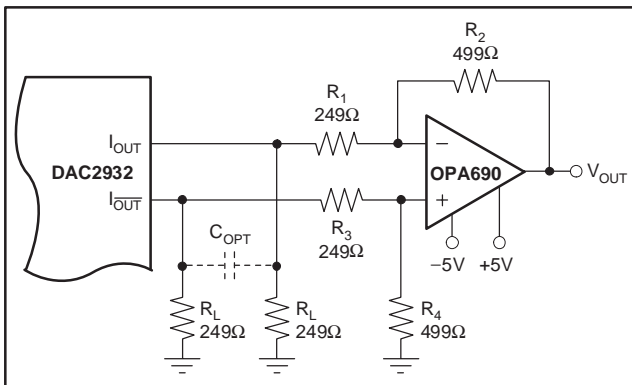 R2
499Ω
R1
249Ω
IOUT
DAC2932
OPA690
−
+
VOUT
IOUT
COPT
R3
249Ω
−5V
+5V
RL
249Ω
RL
249Ω
R4
499Ω